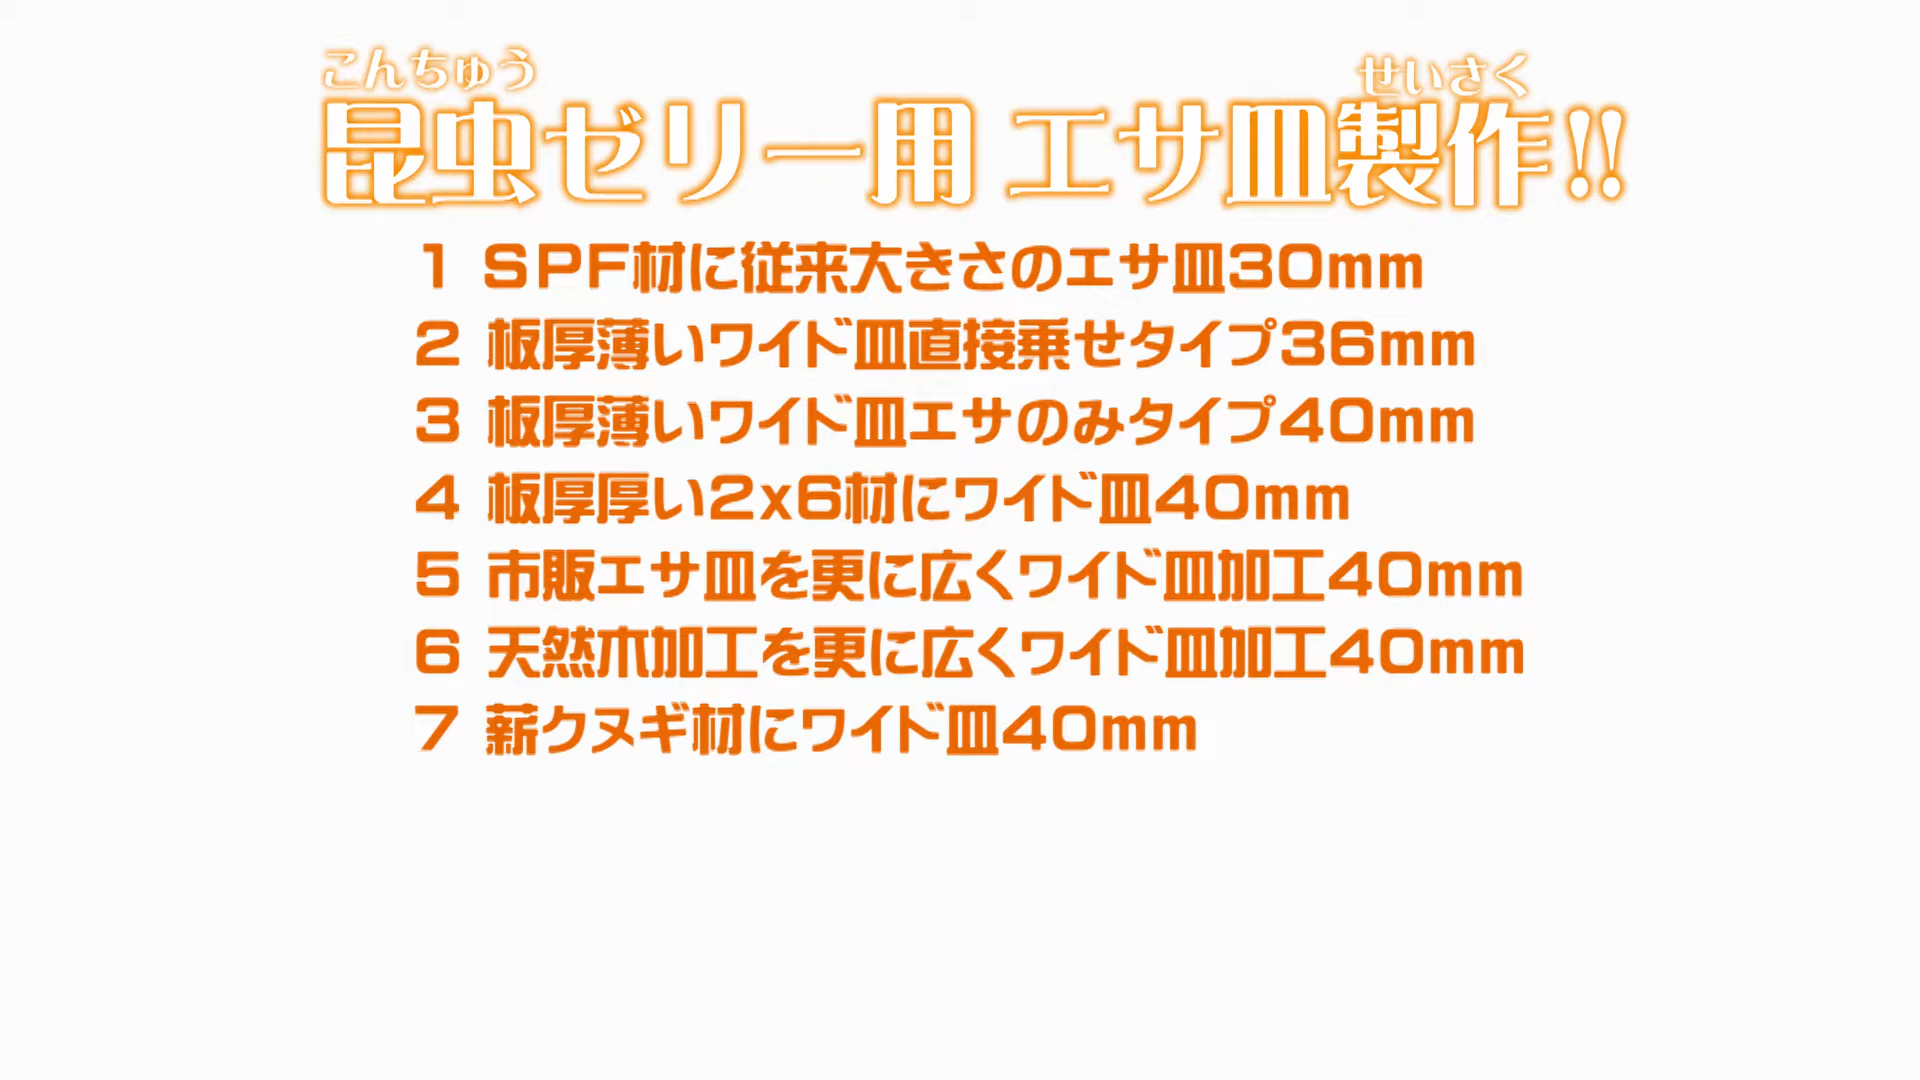 こんちゅう せいさく
昆虫ゼリー用 エサ皿製作!!
1 SPF材に従来大きさのエサ皿30mm
2 板厚薄いワイド皿直接乗せタイプ36mm
3 板厚薄いワイド皿エサのみタイプ40mm
4 板厚厚い2x6材にワイド皿40mm
5 市販エサ皿を更に広くワイド皿加工40mm
6 天然木加工を更に広くワイド皿加工40mm
7 薪クヌギ材にワイド皿40mm